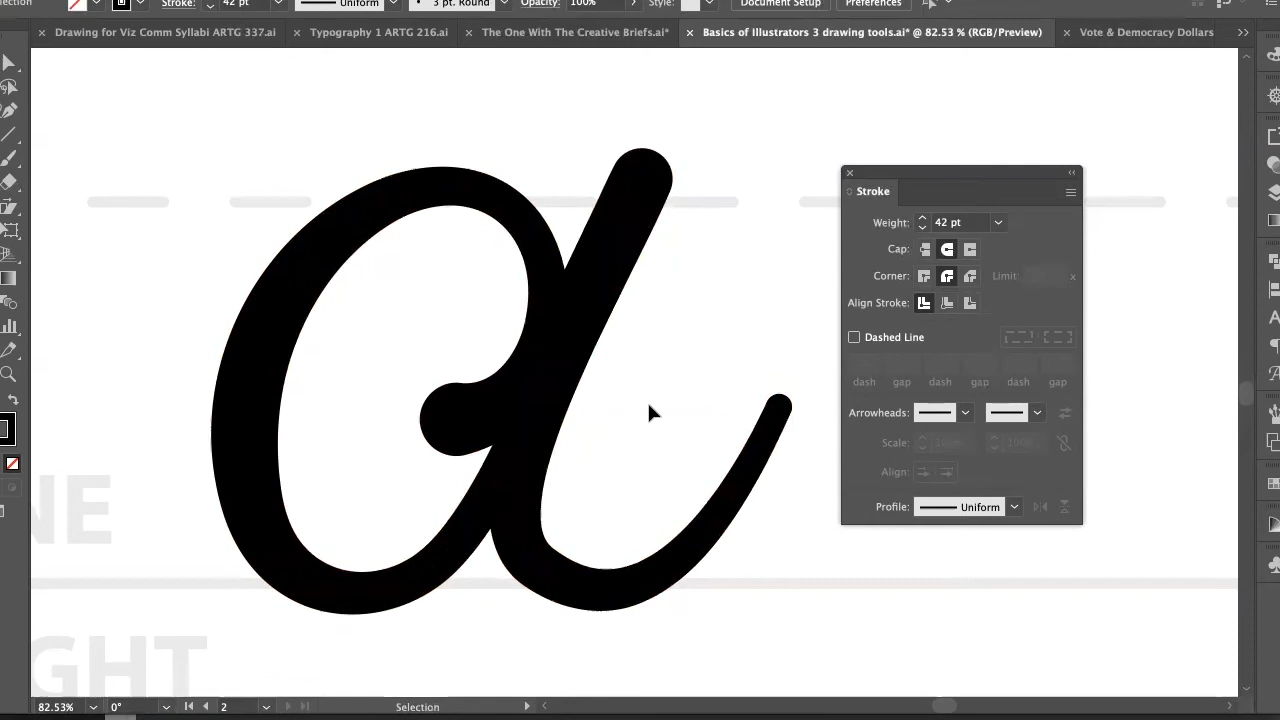 Stroke: 42 pt Uniform 3 pt. Round Opacity: 100% Style: Document Setup Preferences
Drawing for Viz Comm Syllabi ARTG 337.ai Typography 1 ARTG 216.ai The One With The Creative Briefs.ai* Basics of Illustrators 3 drawing tools.ai* @ 82.53 % (RGB/Preview) Vote & Democracy Dollars
a
Stroke
Weight: 42 pt
Cap:
Corner: Limit: x
Align Stroke:
Dashed Line
dash gap dash gap dash gap
Arrowheads:
Scale: 100% 100%
Align:
Profile: Uniform
82.53% 0° 2 Selection